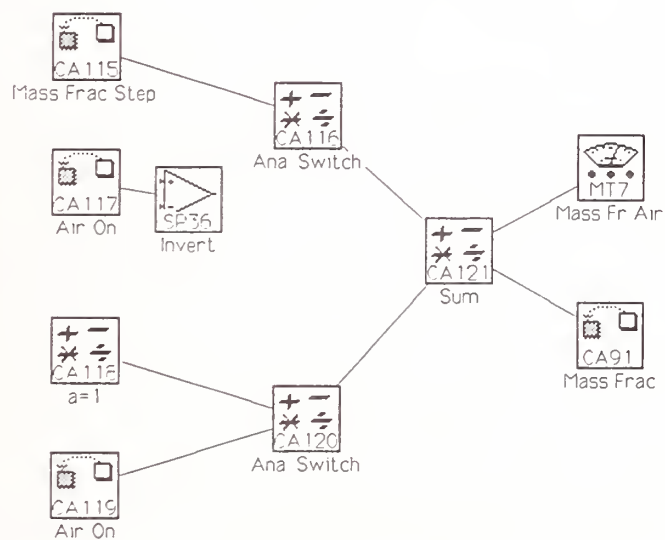 CA115
Mass Frac Step
CA116
Ana Switch
CA117
Air On
SP36
Invert
MT7
Mass Fr Air
CA121
Sum
CA91
Mass Frac
CA116
a=1
CA120
Ana Switch
CA119
Air On